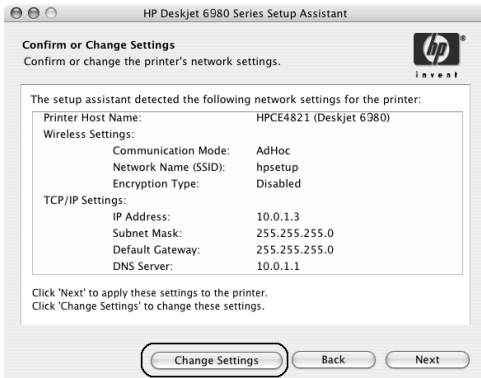 HP Deskjet 6980 Series Setup Assistant
Confirm or Change Settings
Confirm or change the printer's network settings.
hp
®
invent
The setup assistant detected the following network settings for the printer:
Printer Host Name: HPCE4821 (Deskjet 6980)
Wireless Settings:
Communication Mode: AdHoc
Network Name (SSID): hpsetup
Encryption Type: Disabled
TCP/IP Settings:
IP Address: 10.0.1.3
Subnet Mask: 255.255.255.0
Default Gateway: 255.255.255.0
DNS Server: 10.0.1.1
Click 'Next' to apply these settings to the printer.
Click 'Change Settings' to change these settings.
Change Settings Back Next